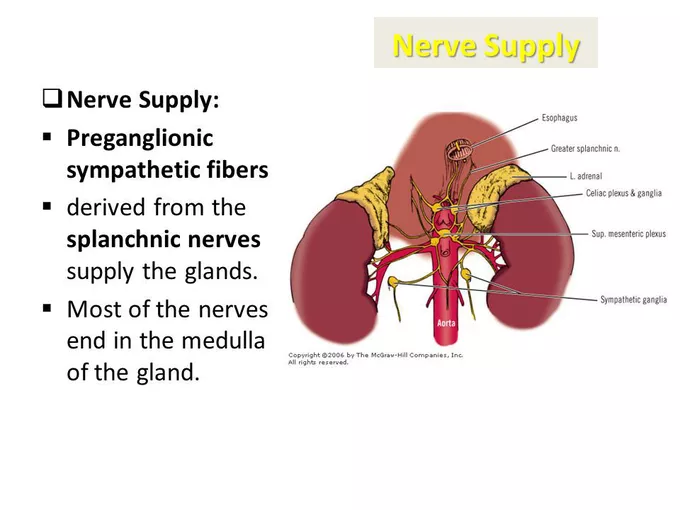 Nerve Supply
❑Nerve Supply:
▪ Preganglionic
sympathetic fibers
▪ derived from the
splanchnic nerves
supply the glands.
▪ Most of the nerves
end in the medulla
of the gland.
Esophagus
Greater splanchnic n.
L. adrenal
Celiac plexus & ganglia
Sup. mesenteric plexus
Sympathetic ganglia
Aorta
Copyright ©2006 by The McGraw-Hill Companies, Inc.
All rights reserved.